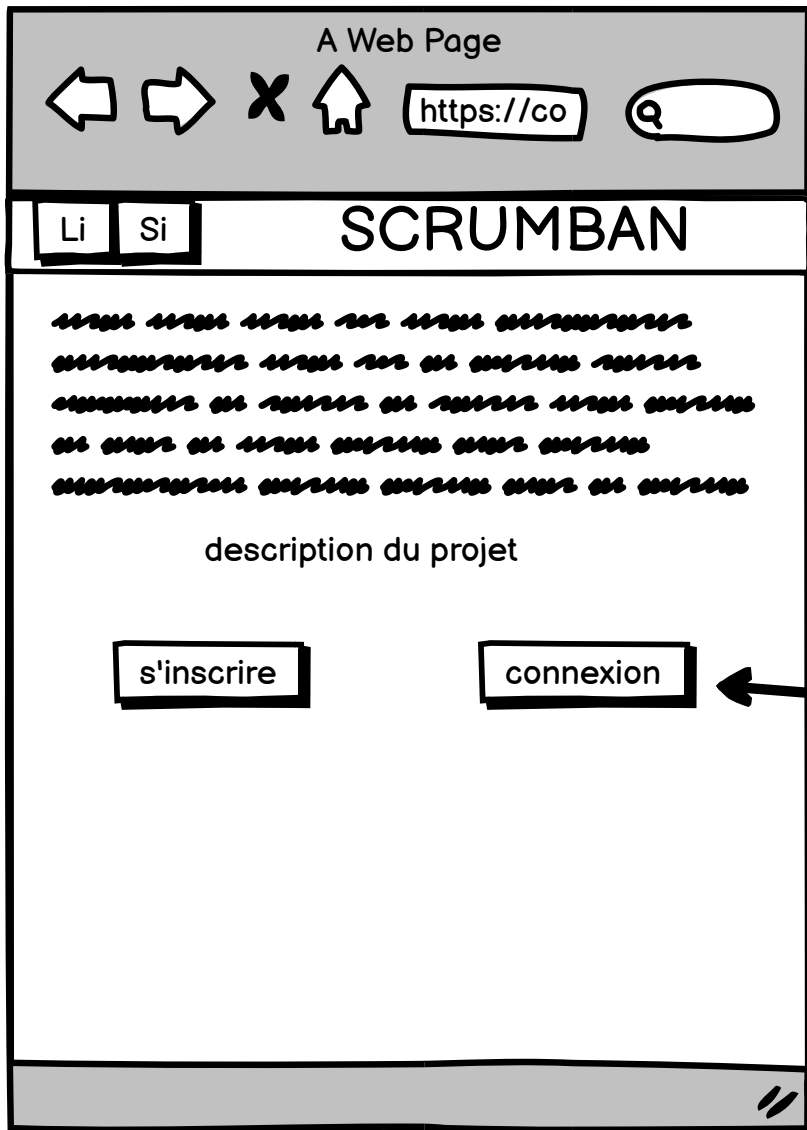 A Web Page
https://co
Li Si SCRUMBAN
description du projet
s'inscrire connexion